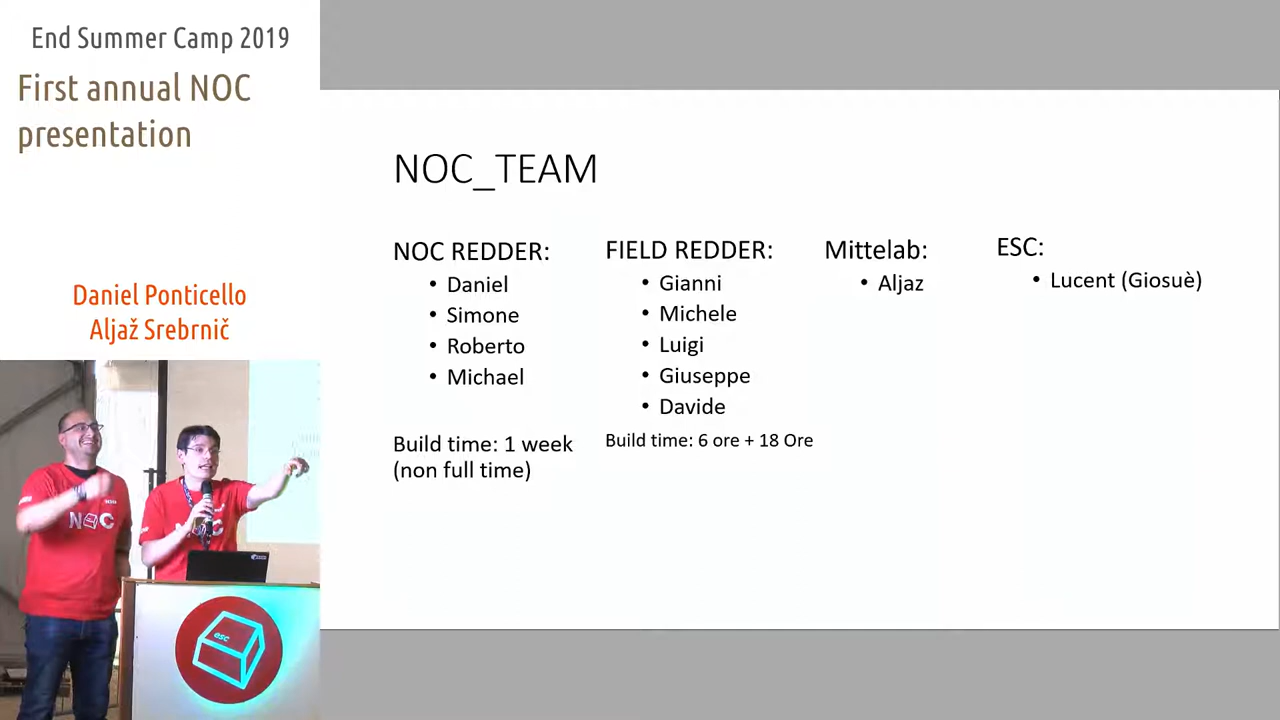 End Summer Camp 2019
First annual NOC
presentation
Daniel Ponticello
Aljaž Srebrnič
NOC_TEAM
NOC REDDER:
• Daniel
• Simone
• Roberto
• Michael
Build time: 1 week
(non full time)
FIELD REDDER:
• Gianni
• Michele
• Luigi
• Giuseppe
• Davide
Build time: 6 ore + 18 Ore
Mittelab:
• Aljaz
ESC:
• Lucent (Giosuè)
NOC
esc